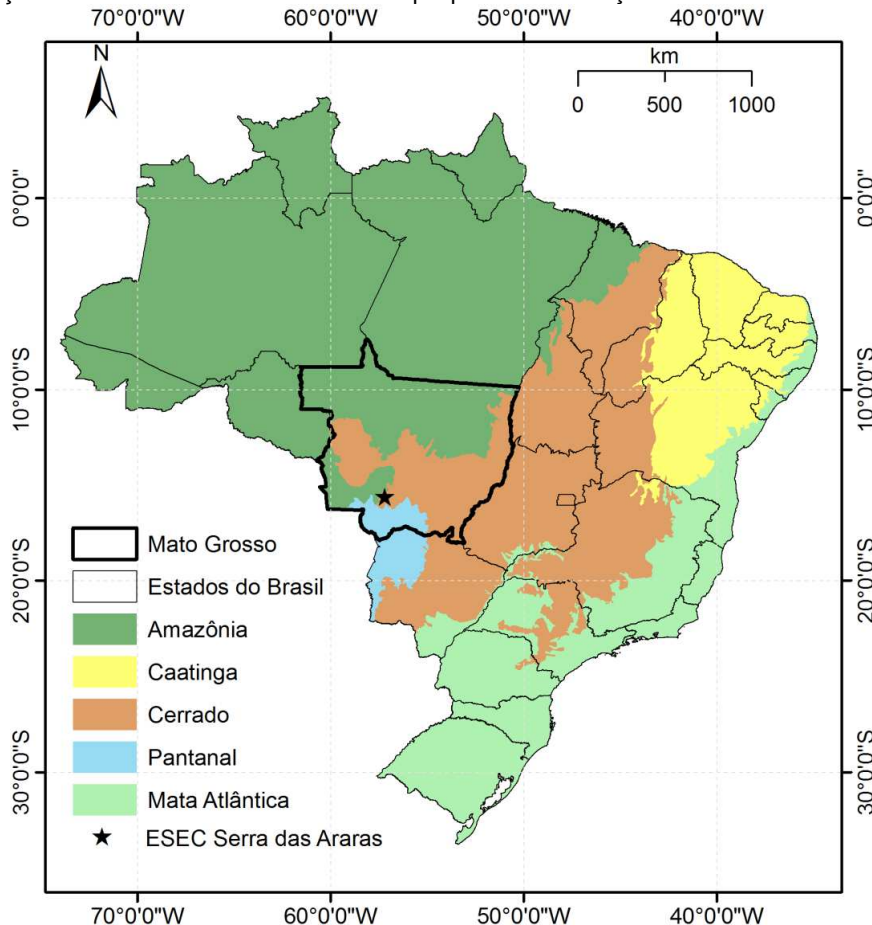 70°0'0"W 60°0'0"W 50°0'0"W 40°0'0"W
N
km
0 500 1000
0°0'0"
10°0'0"S
20°0'0"S
30°0'0"S
0°0'0"
10°0'0"S
20°0'0"S
30°0'0"S
Mato Grosso
Estados do Brasil
Amazônia
Caatinga
Cerrado
Pantanal
Mata Atlântica
ESEC Serra das Araras
70°0'0"W 60°0'0"W 50°0'0"W 40°0'0"W